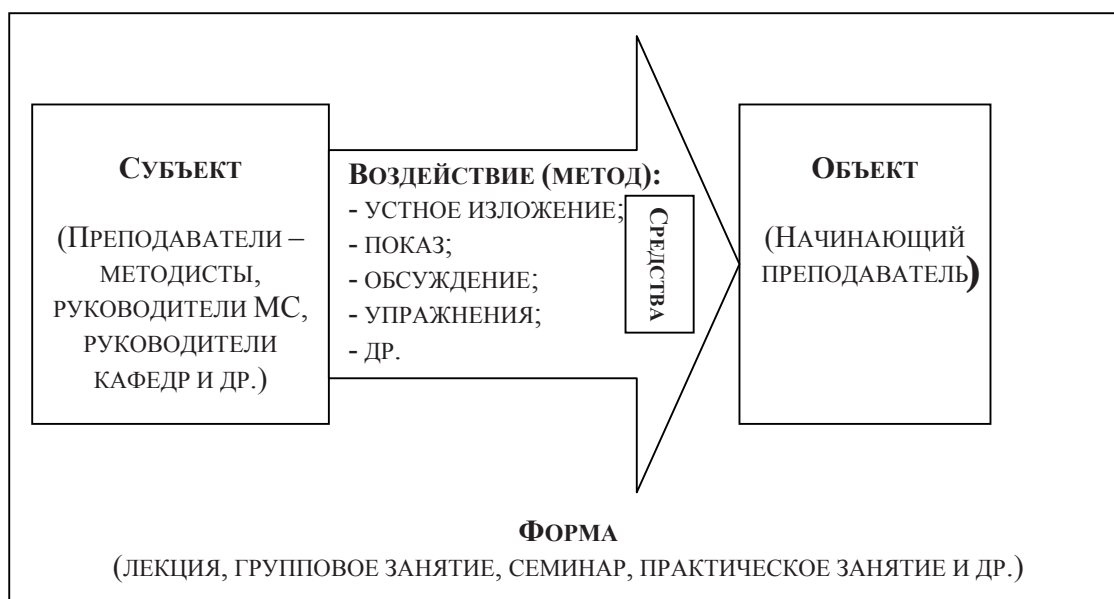 СУБЪЕКТ
(ПРЕПОДАВАТЕЛИ –
МЕТОДИСТЫ,
РУКОВОДИТЕЛИ МС,
РУКОВОДИТЕЛИ
КАФЕДР И ДР.)
ВОЗДЕЙСТВИЕ (МЕТОД):
- УСТНОЕ ИЗЛОЖЕНИЕ;
- ПОКАЗ;
- ОБСУЖДЕНИЕ;
- УПРАЖНЕНИЯ;
- ДР.
СРЕДСТВА
ОБЪЕКТ
(НАЧИНАЮЩИЙ
ПРЕПОДАВАТЕЛЬ)
ФОРМА
(ЛЕКЦИЯ, ГРУППОВОЕ ЗАНЯТИЕ, СЕМИНАР, ПРАКТИЧЕСКОЕ ЗАНЯТИЕ И ДР.)